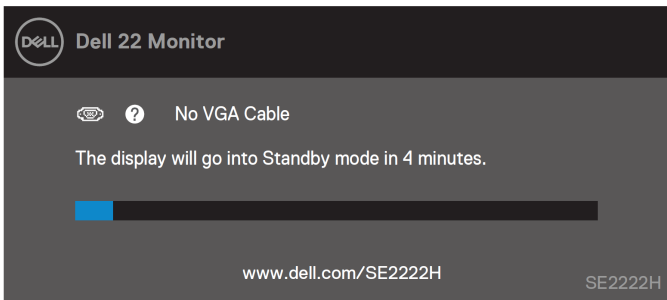 DELL
Dell 22 Monitor
? No VGA Cable
The display will go into Standby mode in 4 minutes.
www.dell.com/SE2222H
SE2222H